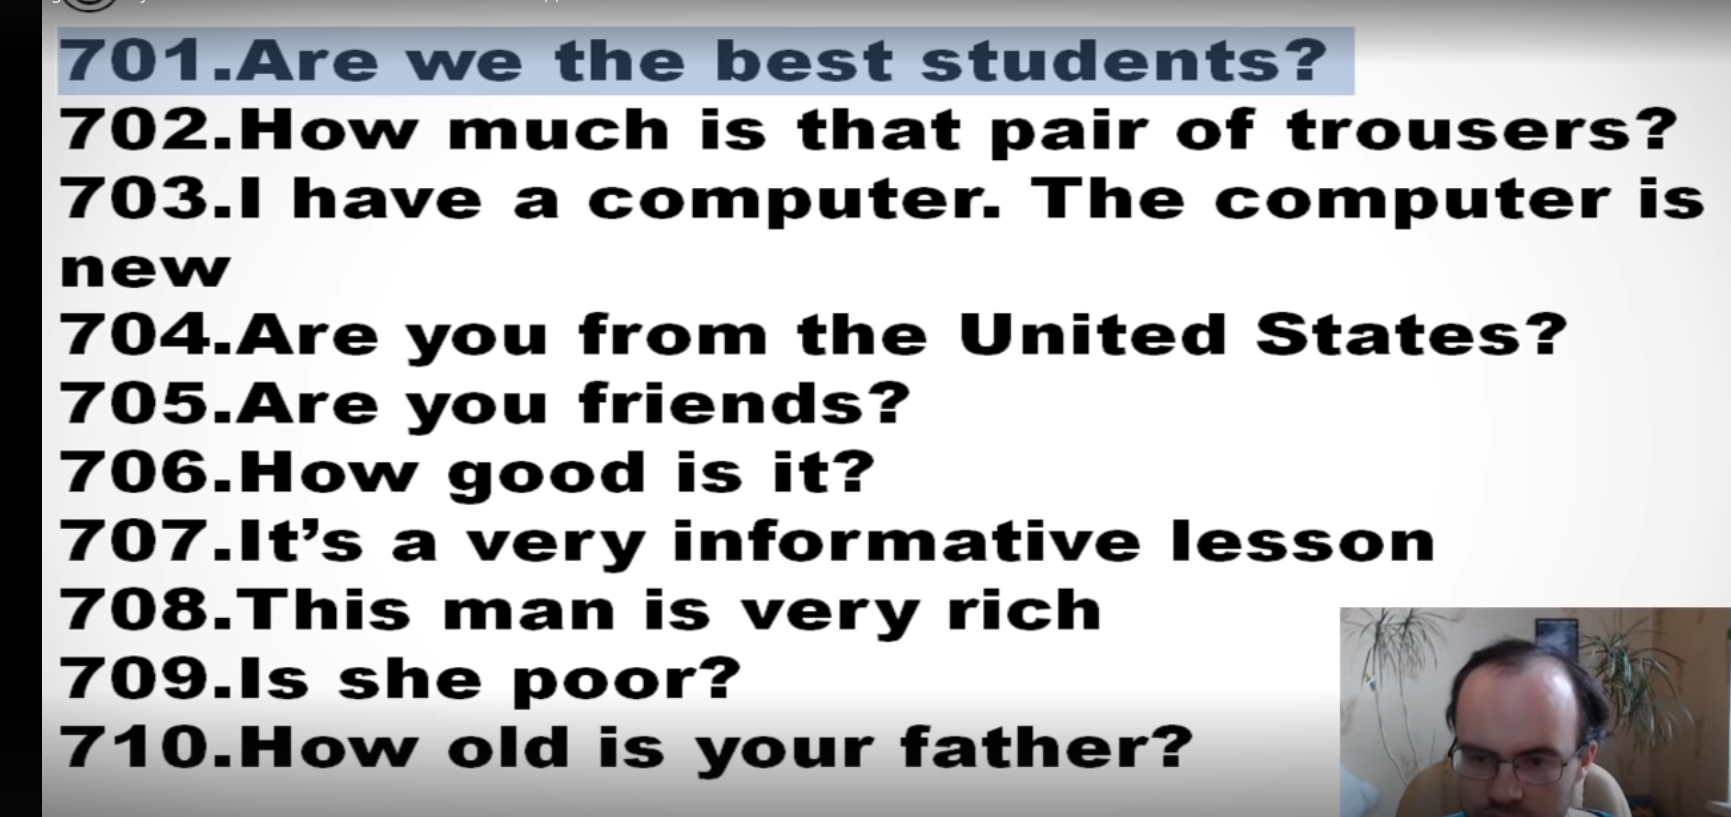 701.Are we the best students?
702.How much is that pair of trousers?
703.I have a computer. The computer is
new
704.Are you from the United States?
705.Are you friends?
706.How good is it?
707.It’s a very informative lesson
708.This man is very rich
709.Is she poor?
710.How old is your father?